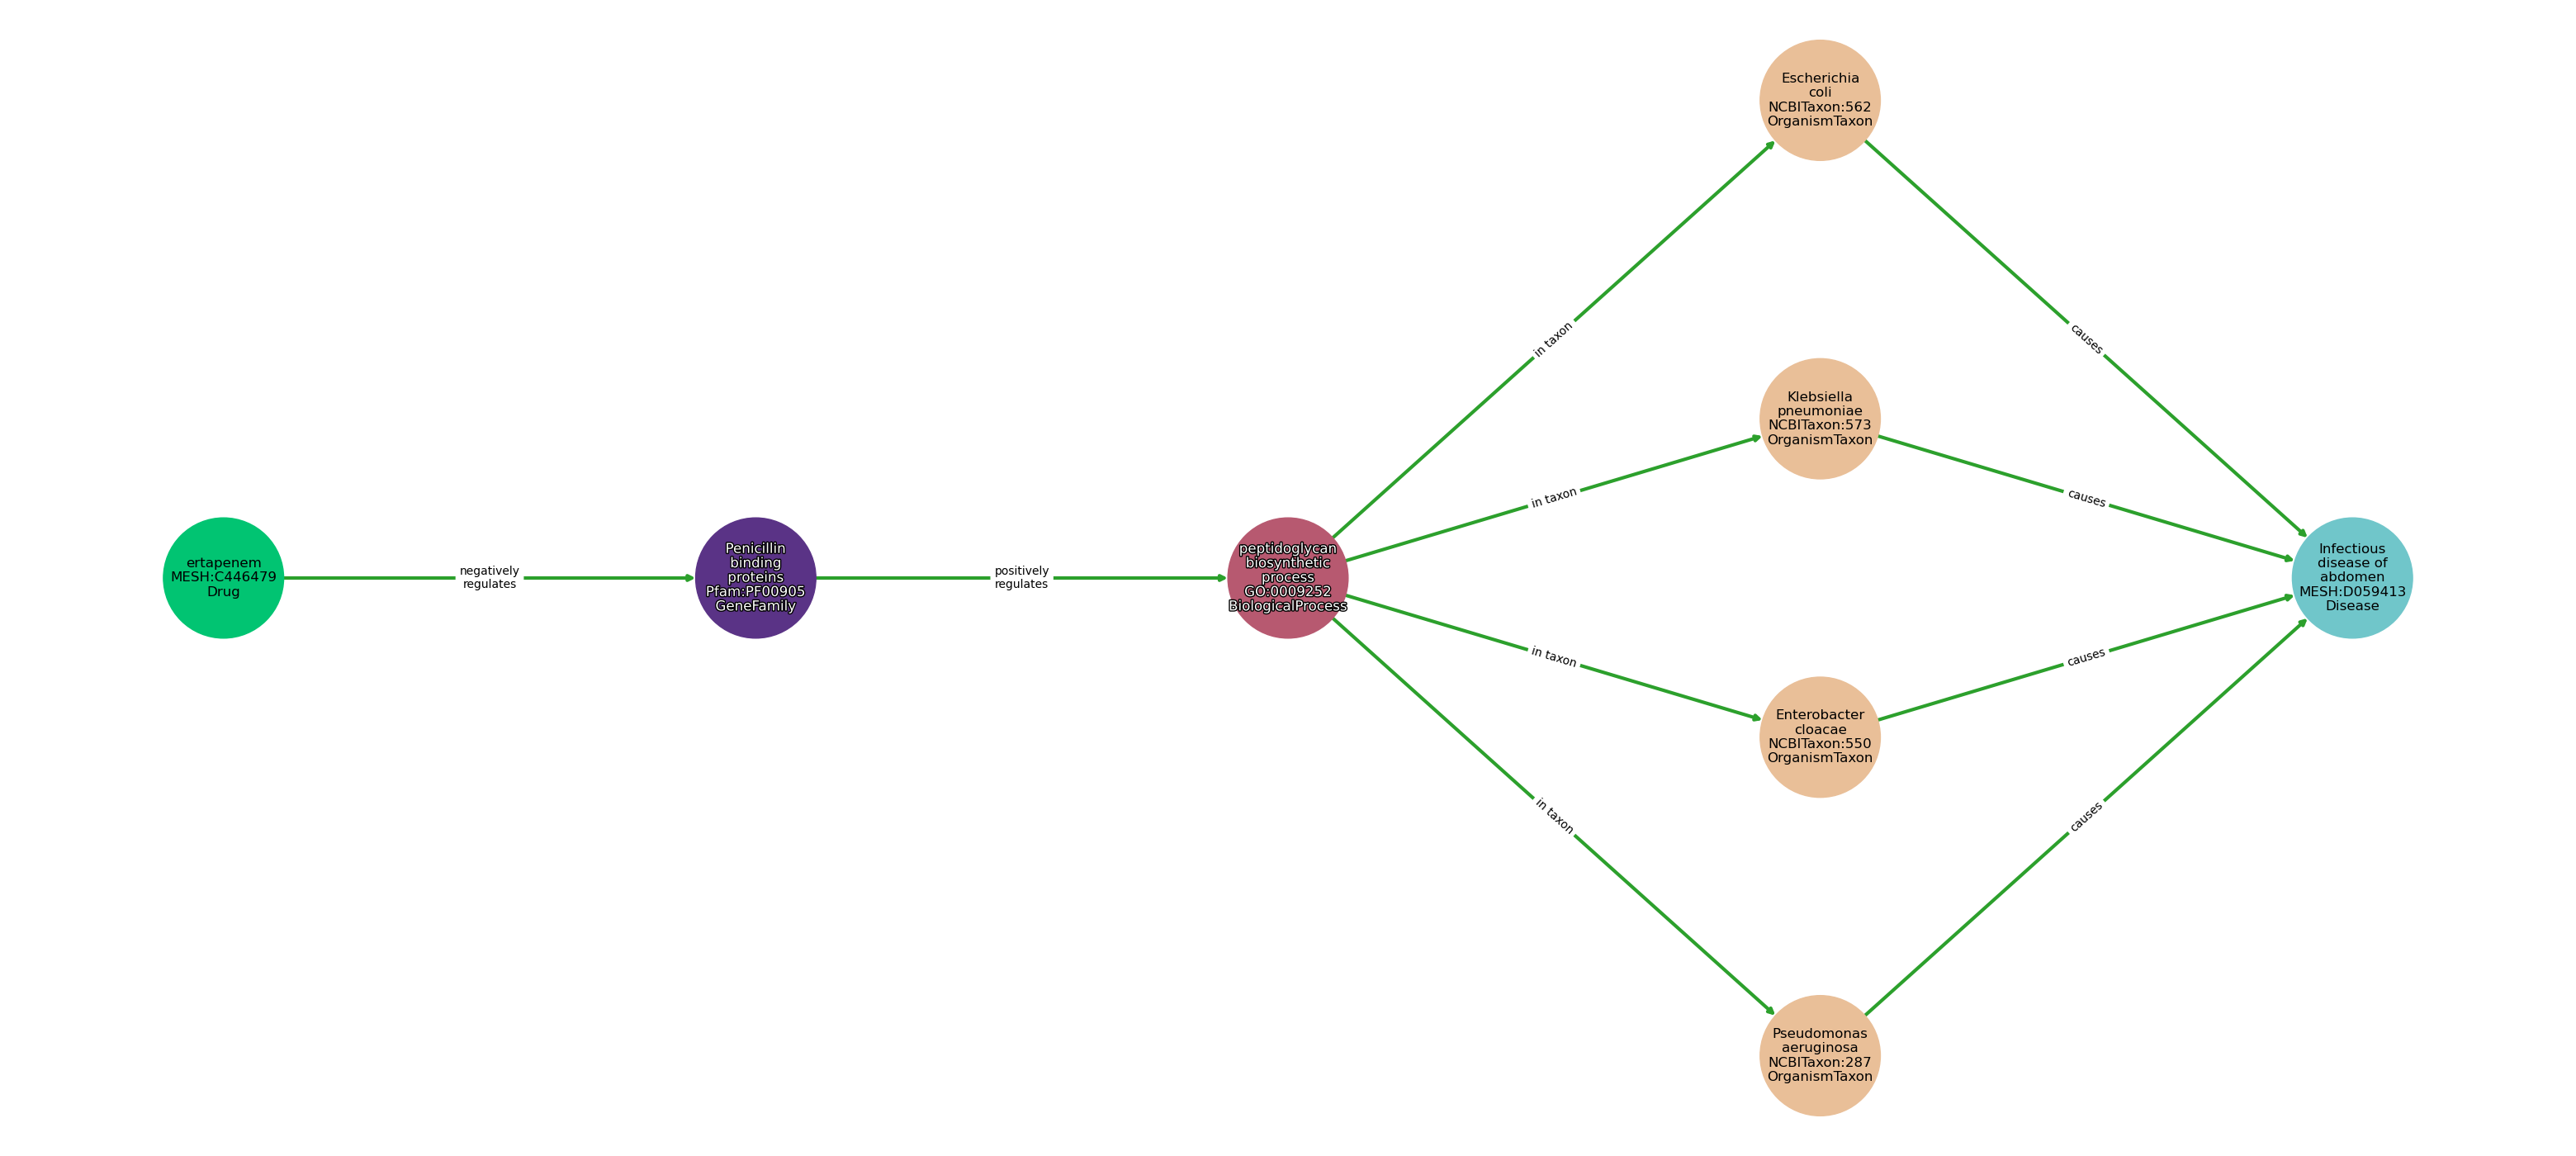 ertapenem
MESH:C446479
Drug
negatively
regulates
Penicillin
binding
proteins
Pfam:PF00905
GeneFamily
positively
regulates
peptidoglycan
biosynthetic
process
GO:0009252
BiologicalProcess
in taxon
in taxon
in taxon
in taxon
Escherichia
coli
NCBITaxon:562
OrganismTaxon
Klebsiella
pneumoniae
NCBITaxon:573
OrganismTaxon
Enterobacter
cloacae
NCBITaxon:550
OrganismTaxon
Pseudomonas
aeruginosa
NCBITaxon:287
OrganismTaxon
causes
causes
causes
causes
Infectious
disease of
abdomen
MESH:D059413
Disease